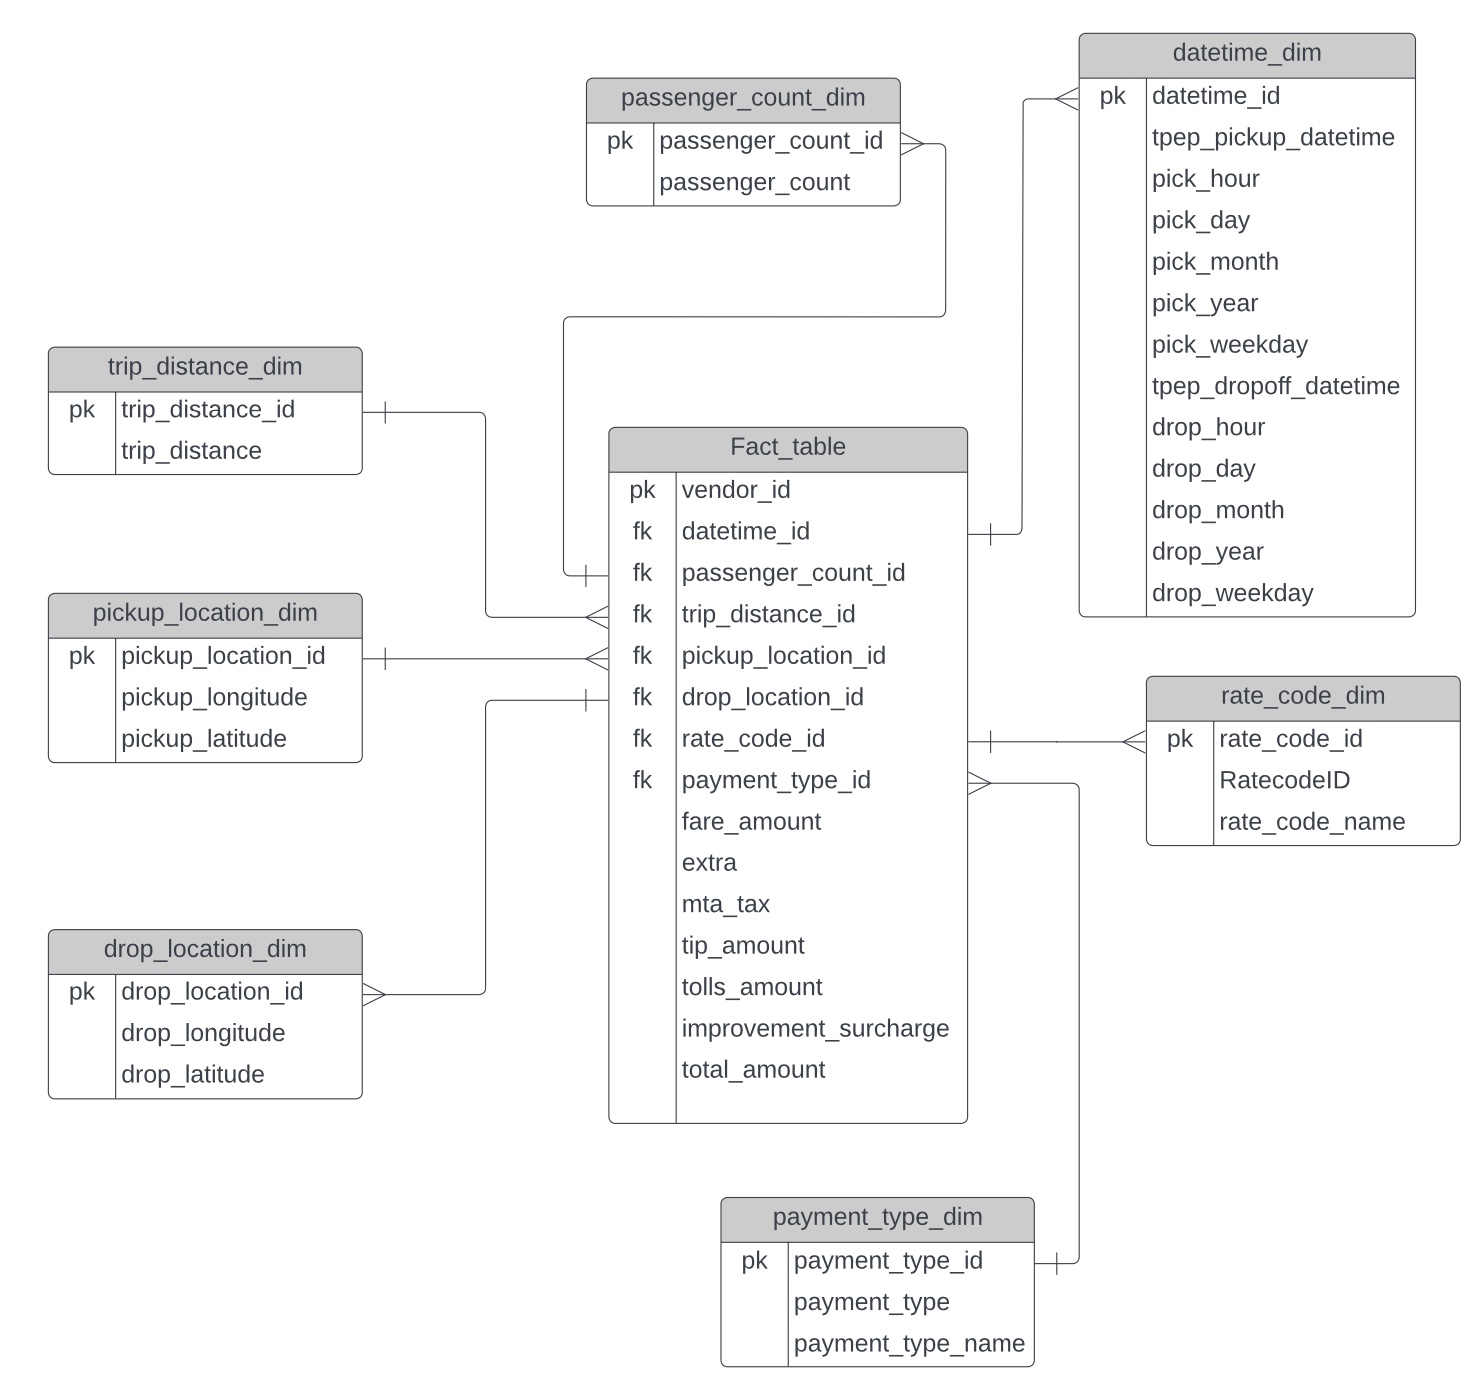 passenger_count_dim
pk passenger_count_id
passenger_count
datetime_dim
pk datetime_id
tpep_pickup_datetime
pick_hour
pick_day
pick_month
pick_year
pick_weekday
tpep_dropoff_datetime
drop_hour
drop_day
drop_month
drop_year
drop_weekday
trip_distance_dim
pk trip_distance_id
trip_distance
Fact_table
pk vendor_id
fk datetime_id
fk passenger_count_id
fk trip_distance_id
fk pickup_location_id
fk drop_location_id
fk rate_code_id
fk payment_type_id
fare_amount
extra
mta_tax
tip_amount
tolls_amount
improvement_surcharge
total_amount
pickup_location_dim
pk pickup_location_id
pickup_longitude
pickup_latitude
rate_code_dim
pk rate_code_id
RatecodeID
rate_code_name
drop_location_dim
pk drop_location_id
drop_longitude
drop_latitude
payment_type_dim
pk payment_type_id
payment_type
payment_type_name